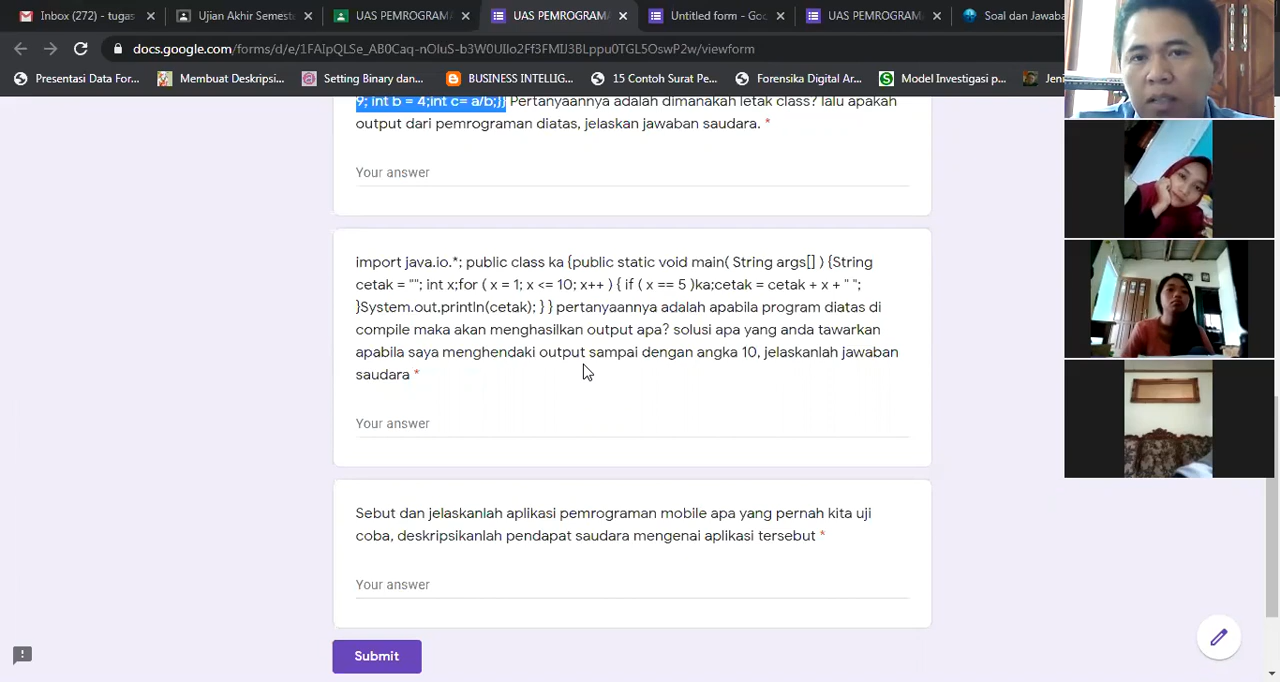 Inbox (272) - tugas
Ujian Akhir Semest
UAS PEMROGRAM
UAS PEMROGRAMA
Untitled form - Goo
UAS PEMROGRAM
Soal dan Jawaba
docs.google.com/forms/d/e/1FAIpQLSe_AB0Caq-nOluS-b3W0UIIo2Ff3FMIJ3BLppu0TGL5OswP2w/viewform
Presentasi Data For...
Membuat Deskripsi...
Setting Binary dan...
BUSINESS INTELLIG...
15 Contoh Surat Pe...
Forensika Digital Ar...
Model Investigasi p...
Jeni
9; int b = 4;int c= a/b;}} Pertanyaannya adalah dimanakah letak class? lalu apakah
output dari pemrograman diatas, jelaskan jawaban saudara. *
Your answer
import java.io.*; public class ka {public static void main( String args[] ) {String
cetak = ""; int x;for ( x = 1; x <= 10; x++ ) { if ( x == 5 )ka;cetak = cetak + x + " ";
}System.out.println(cetak); } } pertanyaannya adalah apabila program diatas di
compile maka akan menghasilkan output apa? solusi apa yang anda tawarkan
apabila saya menghendaki output sampai dengan angka 10, jelaskanlah jawaban
saudara *
Your answer
Sebut dan jelaskanlah aplikasi pemrograman mobile apa yang pernah kita uji
coba, deskripsikanlah pendapat saudara mengenai aplikasi tersebut *
Your answer
Submit